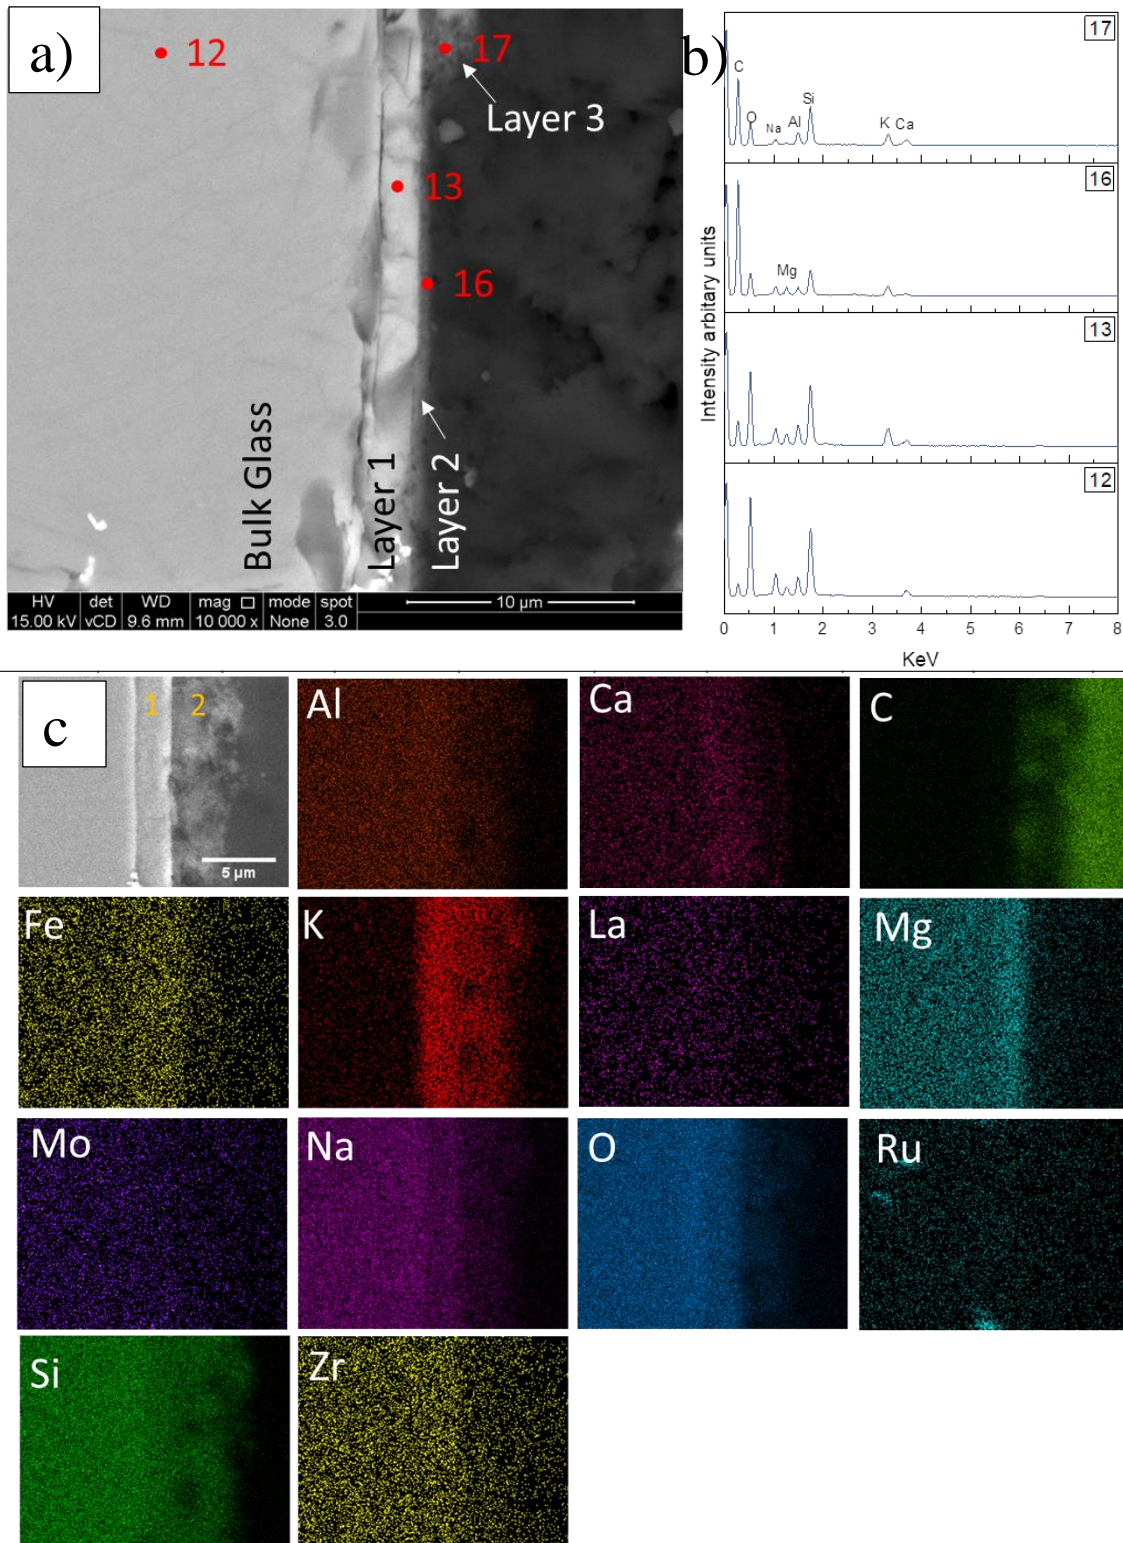 a)
12
17
Layer 3
13
16
Bulk Glass
Layer 1
Layer 2
HV det WD mag □ mode spot
15.00 kV vCD 9.6 mm 10 000 x None 3.0 10 µm
b)
17
C
O
Na
Al
Si
K
Ca
16
Mg
13
12
Intensity arbitary units
0 1 2 3 4 5 6 7 8
KeV
c
1
2
5 µm
Al
Ca
C
Fe
K
La
Mg
Mo
Na
O
Ru
Si
Zr